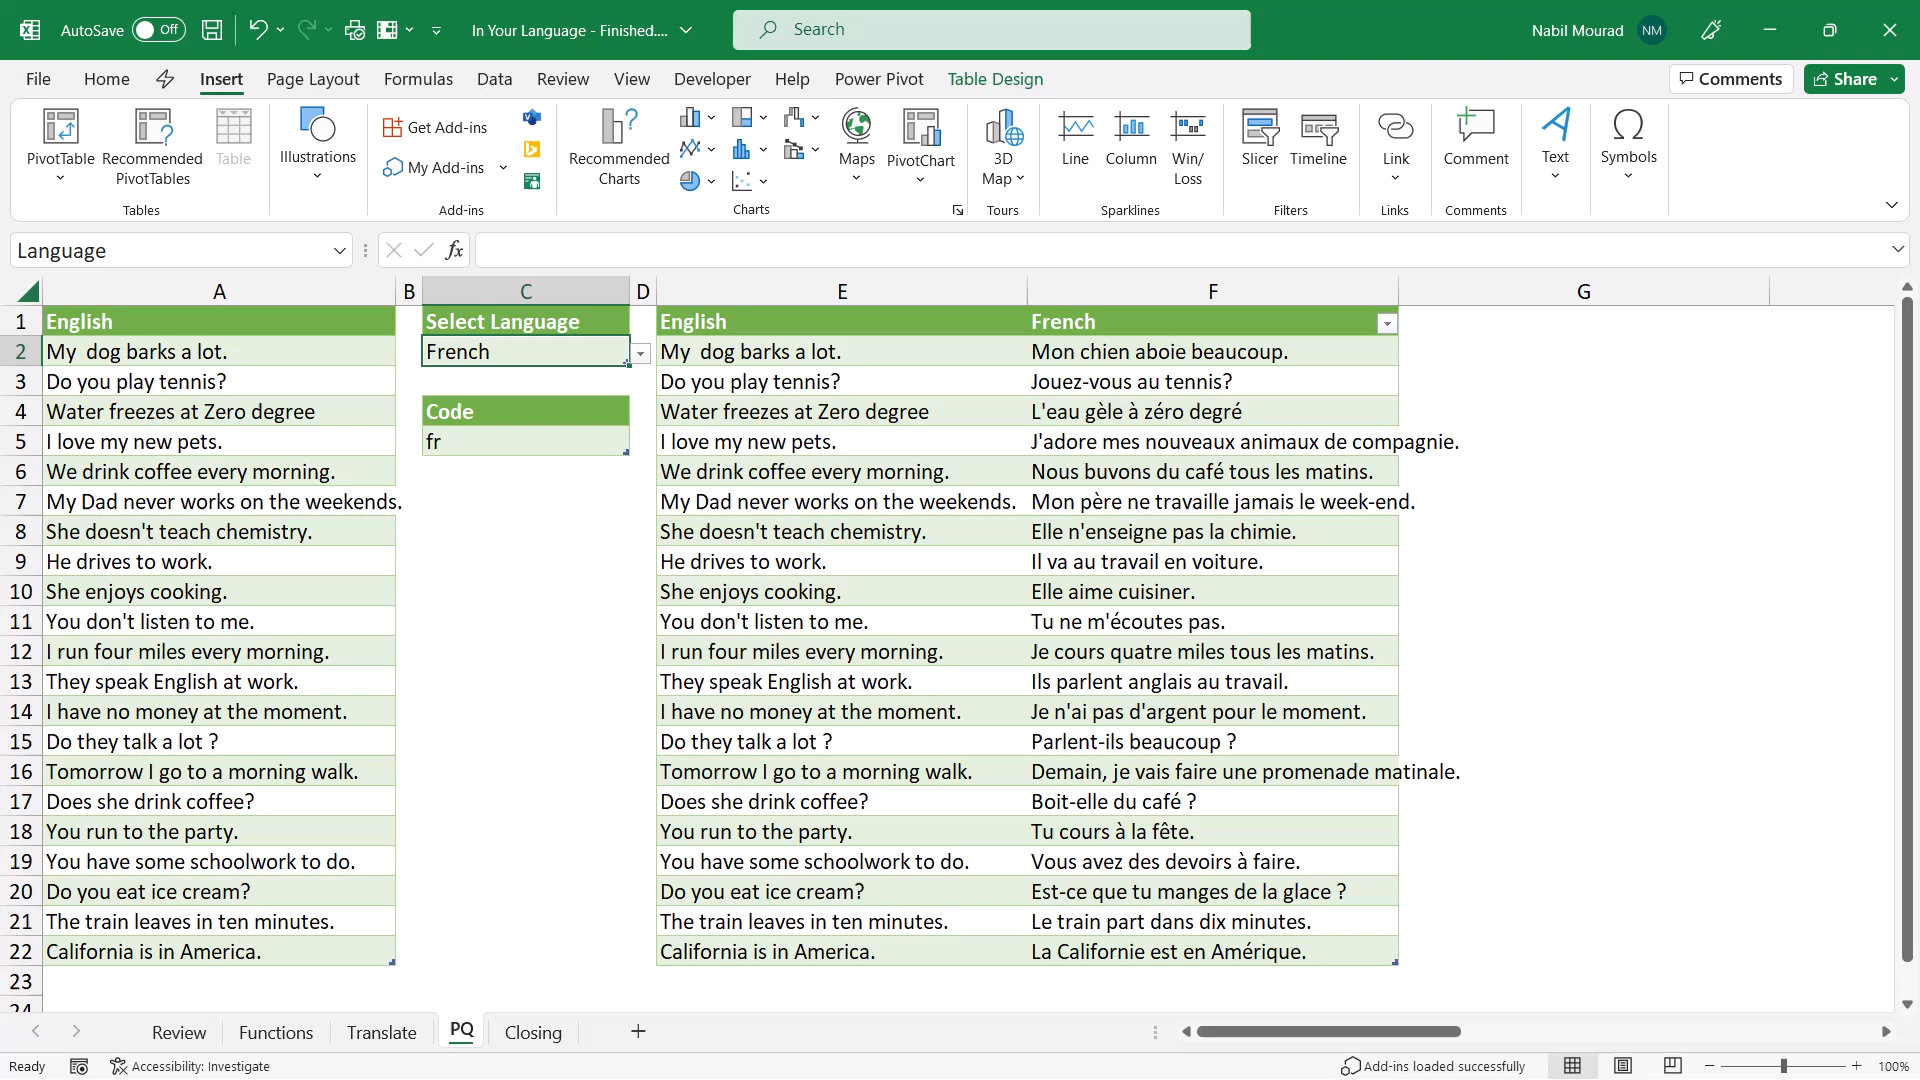 AutoSave Off In Your Language - Finished.... Search Nabil Mourad NM
File Home Insert Page Layout Formulas Data Review View Developer Help Power Pivot Table Design Comments Share
PivotTable Recommended PivotTables Table Illustrations Get Add-ins My Add-ins Recommended Charts Maps PivotChart 3D Map Line Column Win/Loss Slicer Timeline Link Comment Text Symbols
Tables Add-ins Charts Tours Sparklines Filters Links Comments
Language fx
A B C D E F G
1 English Select Language English French
2 My  dog barks a lot. French My  dog barks a lot. Mon chien aboie beaucoup.
3 Do you play tennis? Do you play tennis? Jouez-vous au tennis?
4 Water freezes at Zero degree Code Water freezes at Zero degree L'eau gèle à zéro degré
5 I love my new pets. fr I love my new pets. J'adore mes nouveaux animaux de compagnie.
6 We drink coffee every morning. We drink coffee every morning. Nous buvons du café tous les matins.
7 My Dad never works on the weekends. My Dad never works on the weekends. Mon père ne travaille jamais le week-end.
8 She doesn't teach chemistry. She doesn't teach chemistry. Elle n'enseigne pas la chimie.
9 He drives to work. He drives to work. Il va au travail en voiture.
10 She enjoys cooking. She enjoys cooking. Elle aime cuisiner.
11 You don't listen to me. You don't listen to me. Tu ne m'écoutes pas.
12 I run four miles every morning. I run four miles every morning. Je cours quatre miles tous les matins.
13 They speak English at work. They speak English at work. Ils parlent anglais au travail.
14 I have no money at the moment. I have no money at the moment. Je n'ai pas d'argent pour le moment.
15 Do they talk a lot ? Do they talk a lot ? Parlent-ils beaucoup ?
16 Tomorrow I go to a morning walk. Tomorrow I go to a morning walk. Demain, je vais faire une promenade matinale.
17 Does she drink coffee? Does she drink coffee? Boit-elle du café ?
18 You run to the party. You run to the party. Tu cours à la fête.
19 You have some schoolwork to do. You have some schoolwork to do. Vous avez des devoirs à faire.
20 Do you eat ice cream? Do you eat ice cream? Est-ce que tu manges de la glace ?
21 The train leaves in ten minutes. The train leaves in ten minutes. Le train part dans dix minutes.
22 California is in America. California is in America. La Californie est en Amérique.
23
24
Review Functions Translate PQ Closing
Ready Accessibility: Investigate Add-ins loaded successfully 100%